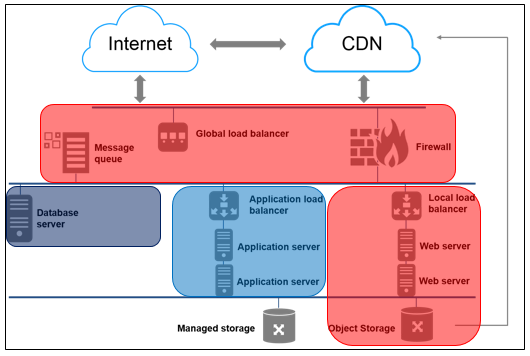 Internet
CDN
Global load balancer
Message
queue
Firewall
Database
server
Application load
balancer
Local load
balancer
Application server
Web server
Application server
Web server
Managed storage
Object Storage